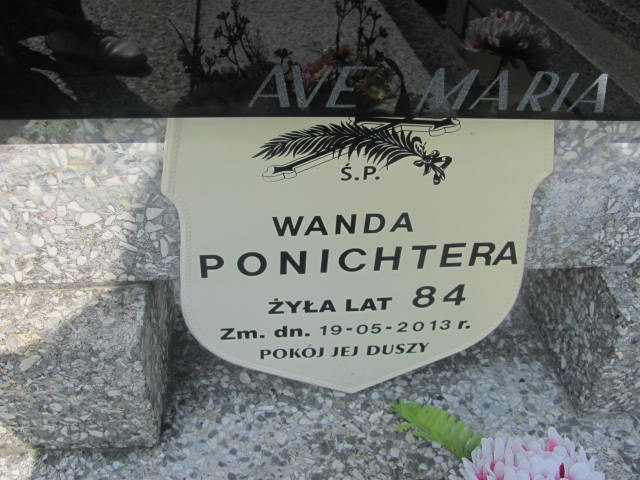 AVE MARIA
Ś.P.
WANDA
PONICHTERA
ŻYŁA LAT 84
Zm. dn. 19-05-2013 r.
POKÓJ JEJ DUSZY